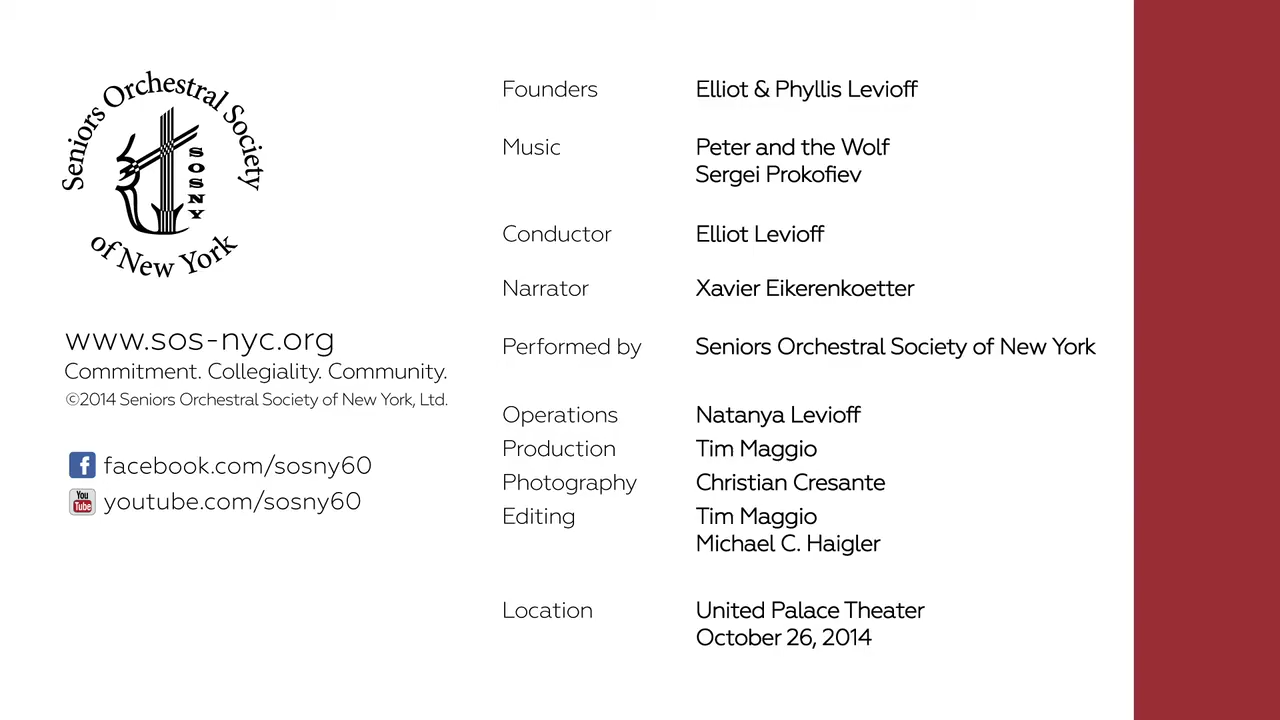 Seniors Orchestral Society
SOSNY
of New York
www.sos-nyc.org
Commitment. Collegiality. Community.
©2014 Seniors Orchestral Society of New York, Ltd.
facebook.com/sosny60
You
Tube
youtube.com/sosny60
Founders Elliot & Phyllis Levioff
Music Peter and the Wolf
Sergei Prokofiev
Conductor Elliot Levioff
Narrator Xavier Eikerenkoetter
Performed by Seniors Orchestral Society of New York
Operations Natanya Levioff
Production Tim Maggio
Photography Christian Cresante
Editing Tim Maggio
Michael C. Haigler
Location United Palace Theater
October 26, 2014